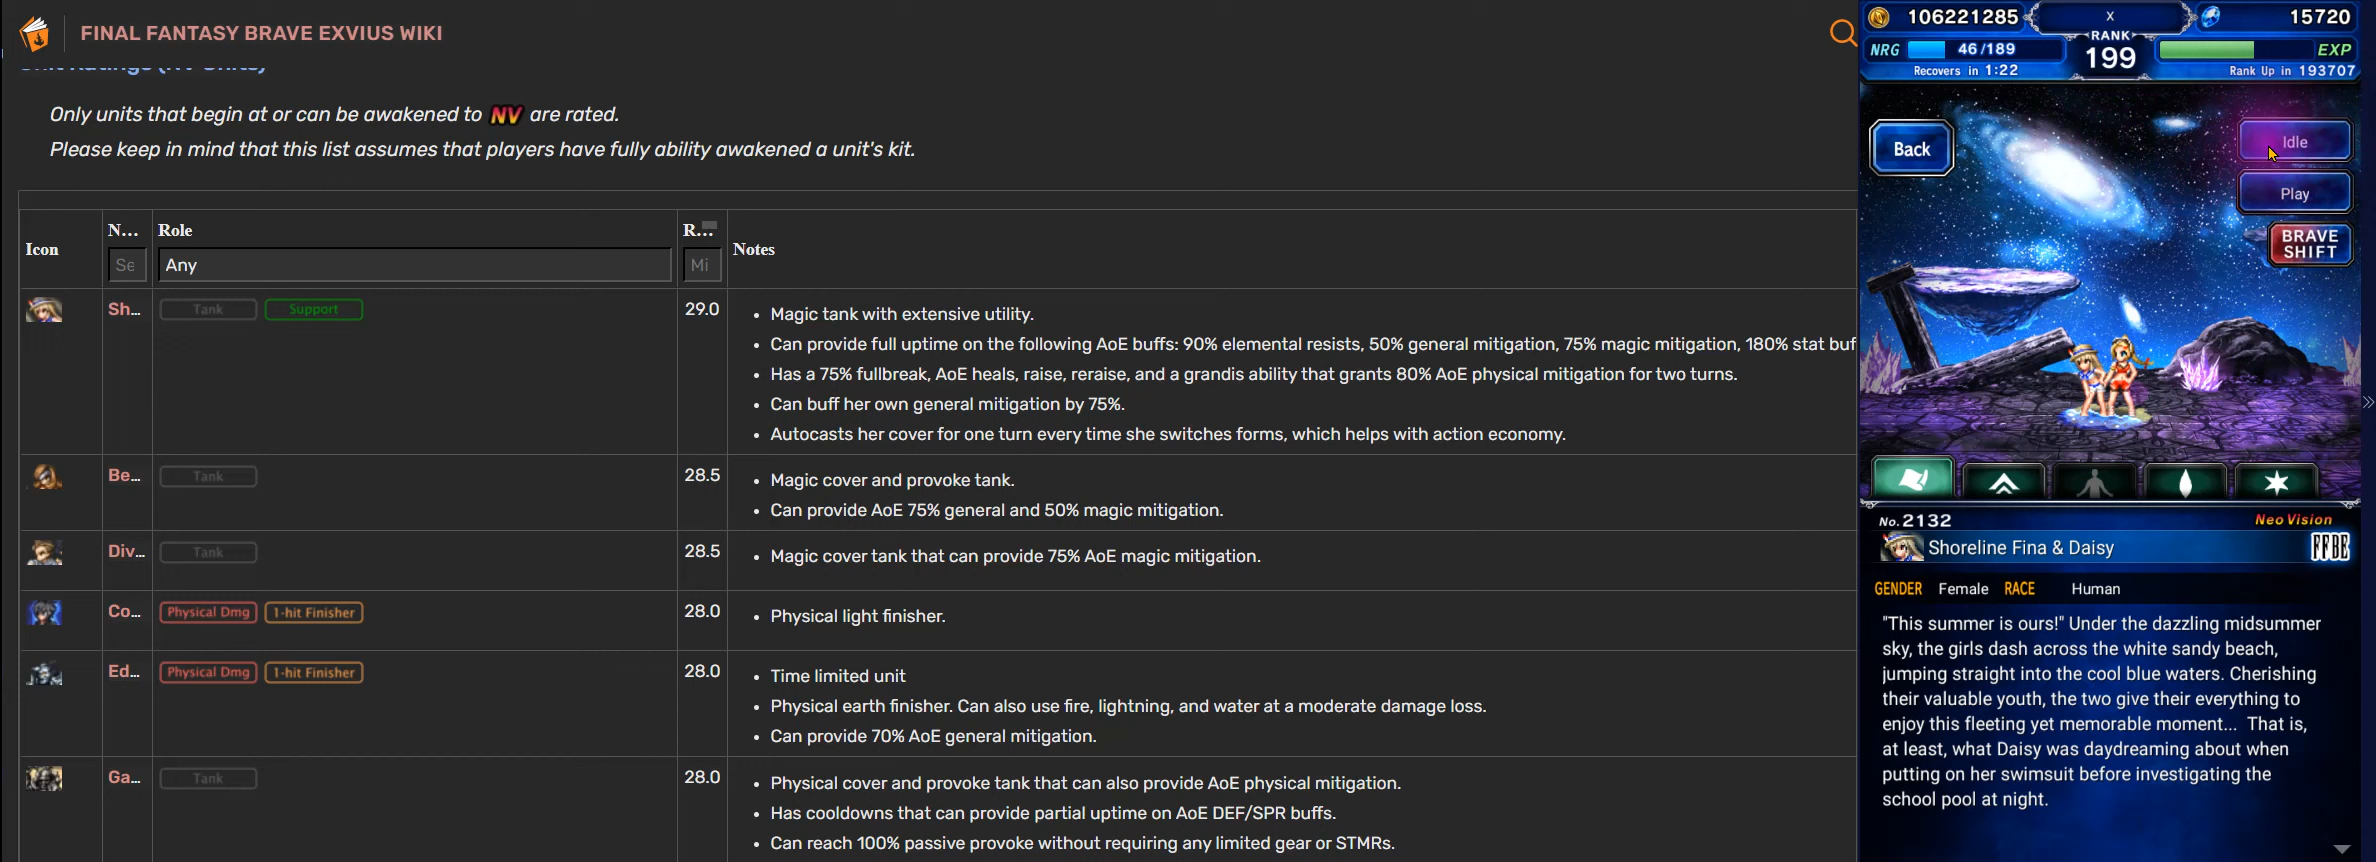 FINAL FANTASY BRAVE EXVIUS WIKI
Only units that begin at or can be awakened to NV are rated.
Please keep in mind that this list assumes that players have fully ability awakened a unit's kit.
Icon
N...
Se
Role
Any
R...
Mi
Notes
Sh...
Tank
Support
29.0
Magic tank with extensive utility.
Can provide full uptime on the following AoE buffs: 90% elemental resists, 50% general mitigation, 75% magic mitigation, 180% stat buf
Has a 75% fullbreak, AoE heals, raise, reraise, and a grandis ability that grants 80% AoE physical mitigation for two turns.
Can buff her own general mitigation by 75%.
Autocasts her cover for one turn every time she switches forms, which helps with action economy.
Be...
Tank
28.5
Magic cover and provoke tank.
Can provide AoE 75% general and 50% magic mitigation.
Div...
Tank
28.5
Magic cover tank that can provide 75% AoE magic mitigation.
Co...
Physical Dmg
1-hit Finisher
28.0
Physical light finisher.
Ed...
Physical Dmg
1-hit Finisher
28.0
Time limited unit
Physical earth finisher. Can also use fire, lightning, and water at a moderate damage loss.
Can provide 70% AoE general mitigation.
Ga...
Tank
28.0
Physical cover and provoke tank that can also provide AoE physical mitigation.
Has cooldowns that can provide partial uptime on AoE DEF/SPR buffs.
Can reach 100% passive provoke without requiring any limited gear or STMRs.
106221285
X
15720
NRG 46/189
RANK
199
EXP
Recovers in 1:22
Rank Up in 193707
Back
Idle
Play
BRAVE
SHIFT
No.2132
Neo Vision
Shoreline Fina & Daisy
FFBE
GENDER Female RACE Human
"This summer is ours!" Under the dazzling midsummer
sky, the girls dash across the white sandy beach,
jumping straight into the cool blue waters. Cherishing
their valuable youth, the two give their everything to
enjoy this fleeting yet memorable moment... That is,
at least, what Daisy was daydreaming about when
putting on her swimsuit before investigating the
school pool at night.